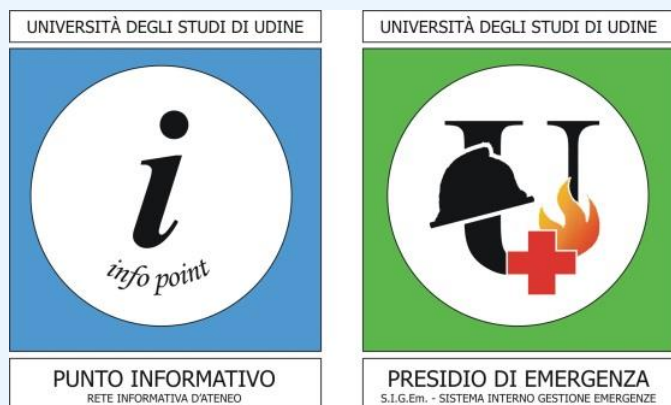 UNIVERSITÀ DEGLI STUDI DI UDINE
i
info point
PUNTO INFORMATIVO
RETE INFORMATIVA D'ATENEO
UNIVERSITÀ DEGLI STUDI DI UDINE
U
PRESIDIO DI EMERGENZA
S.I.G.Em. - SISTEMA INTERNO GESTIONE EMERGENZE